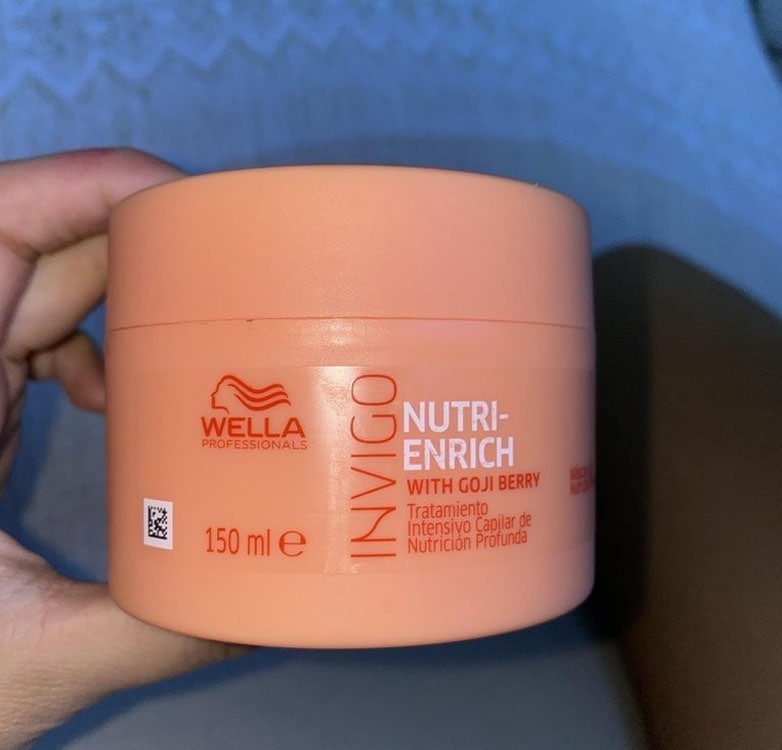 WELLA
PROFESSIONALS
150 ml e
INVIGO
NUTRI-
ENRICH
WITH GOJI BERRY
Tratamiento
Intensivo Capilar de
Nutrición Profunda